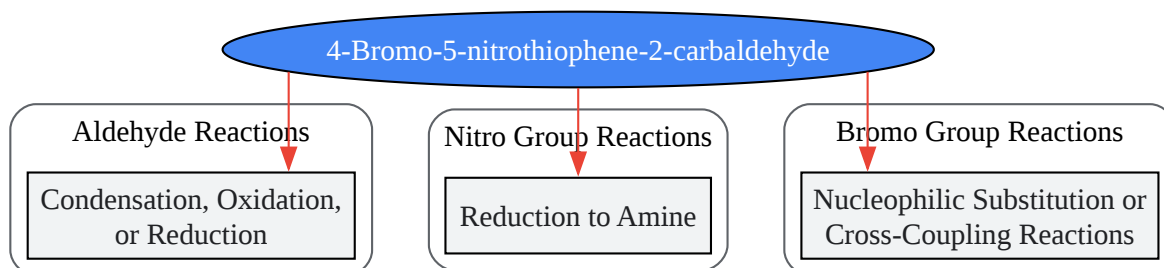 4-Bromo-5-nitrothiophene-2-carbaldehyde
Aldehyde Reactions
Condensation, Oxidation,
or Reduction
Nitro Group Reactions
Reduction to Amine
Bromo Group Reactions
Nucleophilic Substitution or
Cross-Coupling Reactions